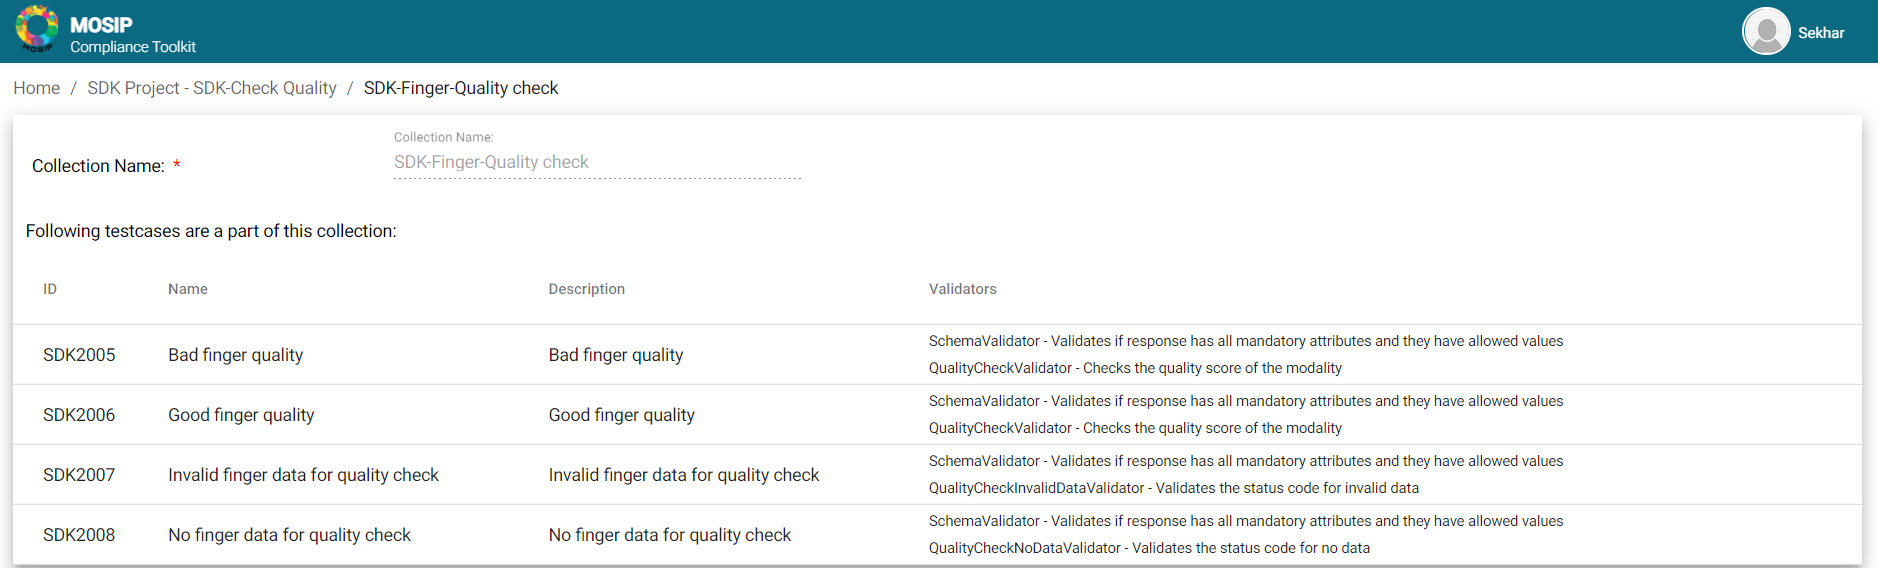 MOSIP
Compliance Toolkit
MOSIP
Sekhar
Home / SDK Project - SDK-Check Quality / SDK-Finger-Quality check
Collection Name:
Collection Name: *
SDK-Finger-Quality check
Following testcases are a part of this collection:
ID Name Description Validators
SDK2005 Bad finger quality Bad finger quality SchemaValidator - Validates if response has all mandatory attributes and they have allowed values
QualityCheckValidator - Checks the quality score of the modality
SDK2006 Good finger quality Good finger quality SchemaValidator - Validates if response has all mandatory attributes and they have allowed values
QualityCheckValidator - Checks the quality score of the modality
SDK2007 Invalid finger data for quality check Invalid finger data for quality check SchemaValidator - Validates if response has all mandatory attributes and they have allowed values
QualityCheckInvalidDataValidator - Validates the status code for invalid data
SDK2008 No finger data for quality check No finger data for quality check SchemaValidator - Validates if response has all mandatory attributes and they have allowed values
QualityCheckNoDataValidator - Validates the status code for no data